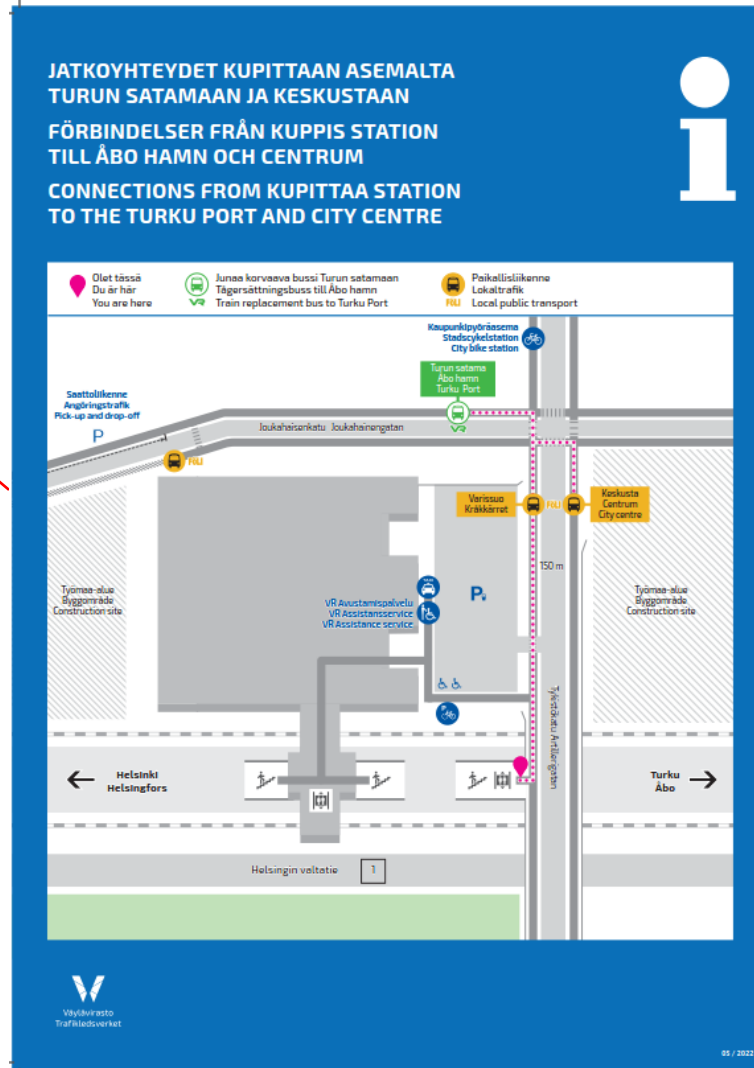 JATKOYHTEYDET KUPITTAAN ASEMALTA
TURUN SATAMAAN JA KESKUSTAAN
FÖRBINDELSER FRÅN KUPPIS STATION
TILL ÅBO HAMN OCH CENTRUM
CONNECTIONS FROM KUPITTAA STATION
TO THE TURKU PORT AND CITY CENTRE
Olet tässä
Du är här
You are here
VR
Junaa korvaava bussi Turun satamaan
Tågersättningsbuss till Åbo hamn
Train replacement bus to Turku Port
FÖLI
Paikallisliikenne
Lokaltrafik
Local public transport
Kaupunkipyöräasema
Stadscykelstation
City bike station
Turun satama
Åbo hamn
Turku Port
VR
Saattoliikenne
Angöringstrafik
Pick-up and drop-off
P
Joukahaisenkatu Joukahainengatan
FÖLI
Varissuo
Kråkkärret
FÖLI
Keskusta
Centrum
City centre
150 m
Työmaa-alue
Byggområde
Construction site
VR Avustamispalvelu
VR Assistansservice
VR Assistance service
P
Työmaa-alue
Byggområde
Construction site
Tykistökatu Artillerigatan
Helsinki
Helsingfors
Turku
Åbo
Helsingin valtatie
1
Väylävirasto
Trafikledsverket
05 / 2022